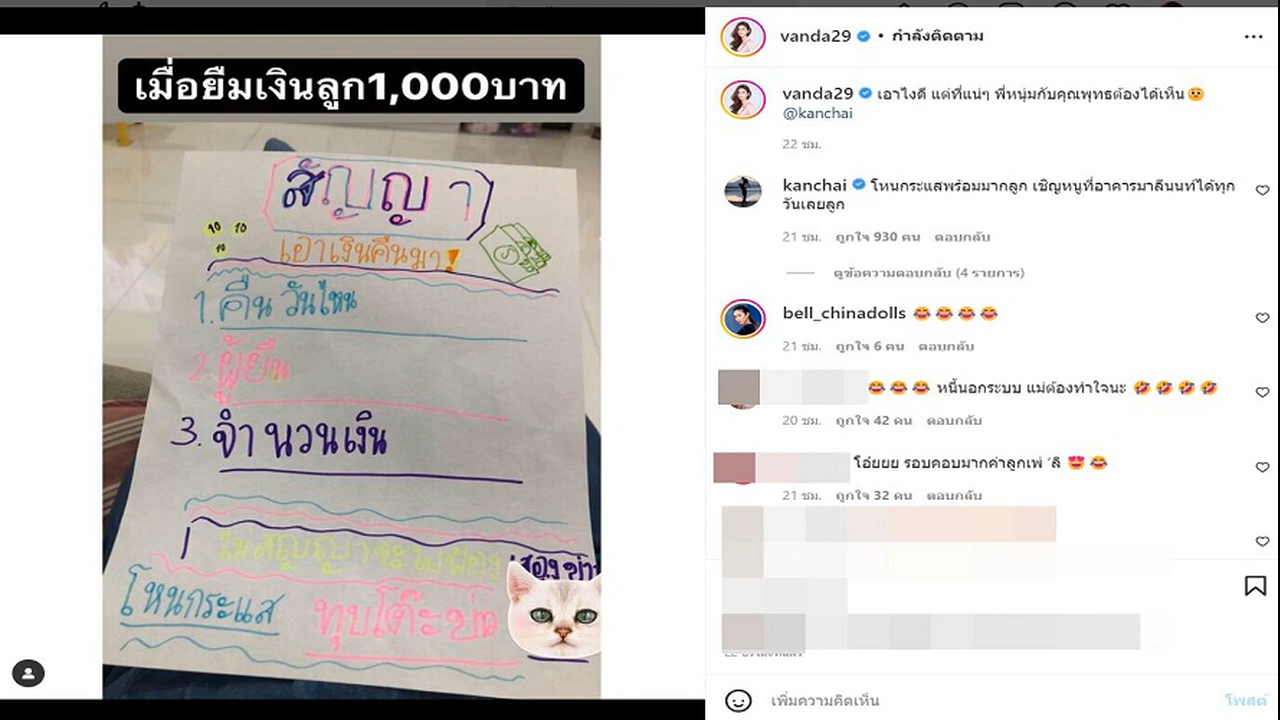 เมื่อยืมเงินลูก1,000บาท
สัญญา
10 10
10
เอาเงินคืนมา!
1. คืน วันไหน
2. ผู้ยืม
3. จำนวนเงิน
โหนกระแส ทุบโต๊ะข่าว
vanda29 • กำลังติดตาม
vanda29 เอาไงดี แต่ที่แน่ๆ พี่หนุ่มกับคุณพุทธต้องได้เห็น🥺
@kanchai
22 ชม.
kanchai โหนกระแสพร้อมมากลูก เชิญหนูที่อาคารมาลีนนท์ได้ทุก
วันเลยลูก
21 ชม. ถูกใจ 930 คน ตอบกลับ
ดูข้อความตอบกลับ (4 รายการ)
bell_chinadolls 😂 😂 😂 😂
21 ชม. ถูกใจ 6 คน ตอบกลับ
😂 😂 😂 หนี้นอกระบบ แม่ต้องทำใจนะ 🤣 🤣 🤣 🤣
20 ชม. ถูกใจ 42 คน ตอบกลับ
โอ๋ยยย รอบคอบมากค่าลูกเพ่ 'ลิ 😍 😂
21 ชม. ถูกใจ 32 คน ตอบกลับ
เพิ่มความคิดเห็น
โพสต์